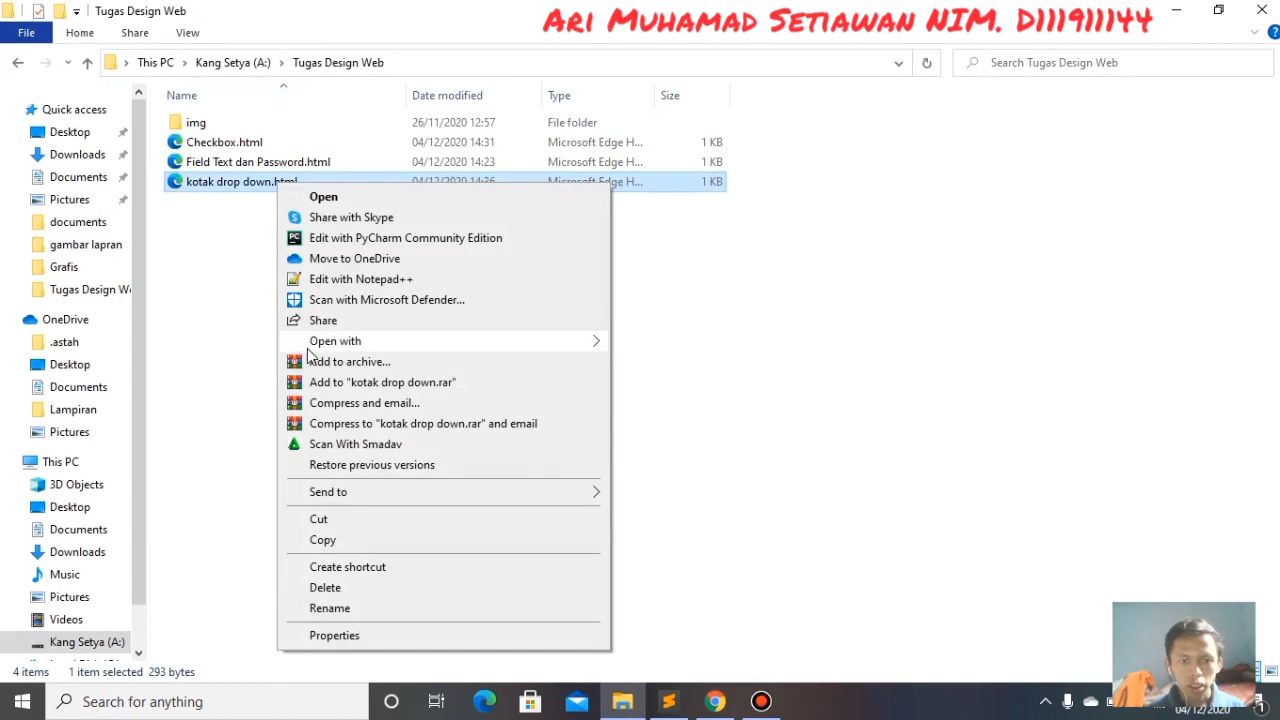 Tugas Design Web
ARI MUHAMAD SETIAWAN NIM. D111911144
File Home Share View
This PC > Kang Setya (A:) > Tugas Design Web
Search Tugas Design Web
Name Date modified Type Size
Quick access
Desktop
Downloads
Documents
Pictures
documents
gambar lapran
Grafis
Tugas Design We
OneDrive
.astah
Desktop
Documents
Lampiran
Pictures
This PC
3D Objects
Desktop
Documents
Downloads
Music
Pictures
Videos
Kang Setya (A:)
img 26/11/2020 12:57 File folder
Checkbox.html 04/12/2020 14:31 Microsoft Edge H... 1 KB
Field Text dan Password.html 04/12/2020 14:23 Microsoft Edge H... 1 KB
kotak drop down.html 04/12/2020 14:36 Microsoft Edge H... 1 KB
Open
Share with Skype
Edit with PyCharm Community Edition
Move to OneDrive
Edit with Notepad++
Scan with Microsoft Defender...
Share
Open with
Add to archive...
Add to "kotak drop down.rar"
Compress and email...
Compress to "kotak drop down.rar" and email
Scan With Smadav
Restore previous versions
Send to
Cut
Copy
Create shortcut
Delete
Rename
Properties
4 items 1 item selected 293 bytes
Search for anything
04/12/2020